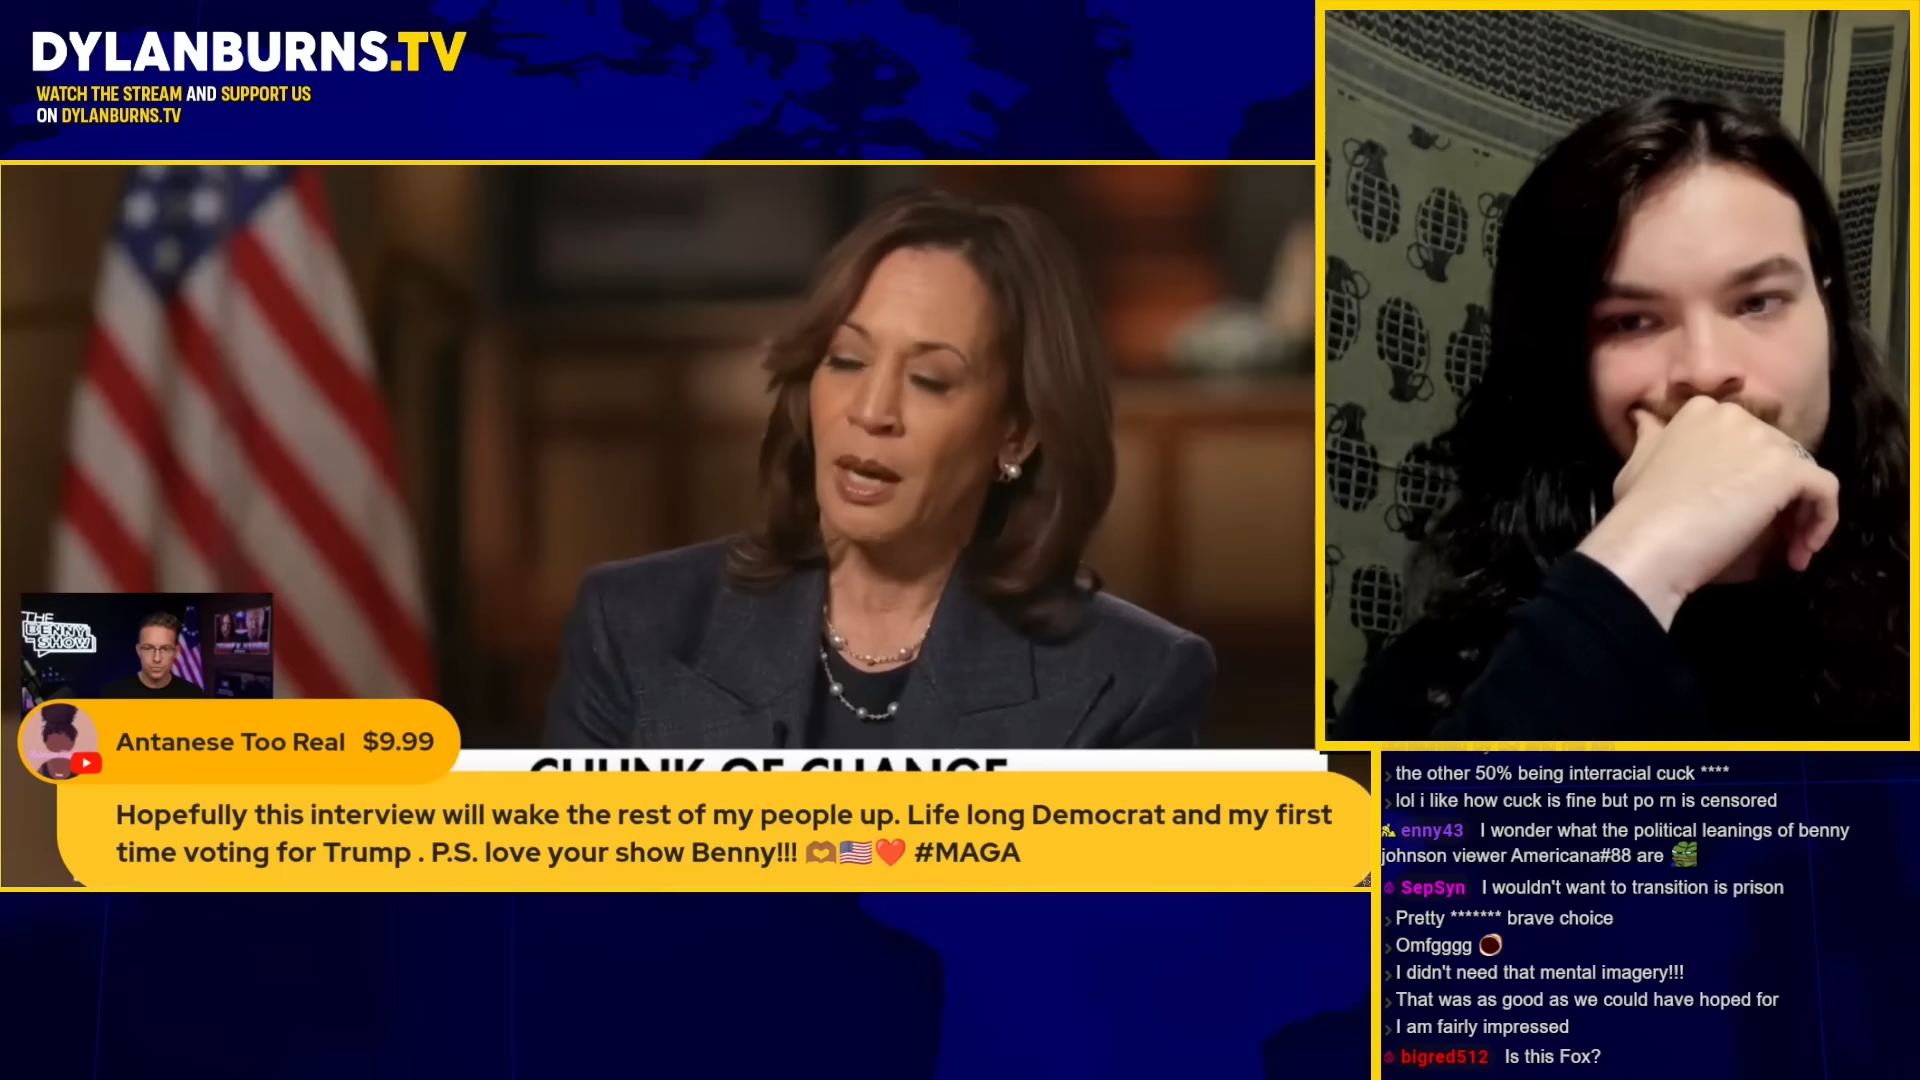 DYLANBURNS.TV
WATCH THE STREAM AND SUPPORT US
ON DYLANBURNS.TV
THE
BENNY
SHOW
Antanese Too Real $9.99
CHUNK OF CHANGE
Hopefully this interview will wake the rest of my people up. Life long Democrat and my first
time voting for Trump . P.S. love your show Benny!!! 🫶🏾🇺🇸❤️ #MAGA
the other 50% being interracial cuck ****
lol i like how cuck is fine but po rn is censored
enny43 I wonder what the political leanings of benny
johnson viewer Americana#88 are
SepSyn I wouldn't want to transition is prison
Pretty ******* brave choice
Omfgggg
I didn't need that mental imagery!!!
That was as good as we could have hoped for
I am fairly impressed
bigred512 Is this Fox?